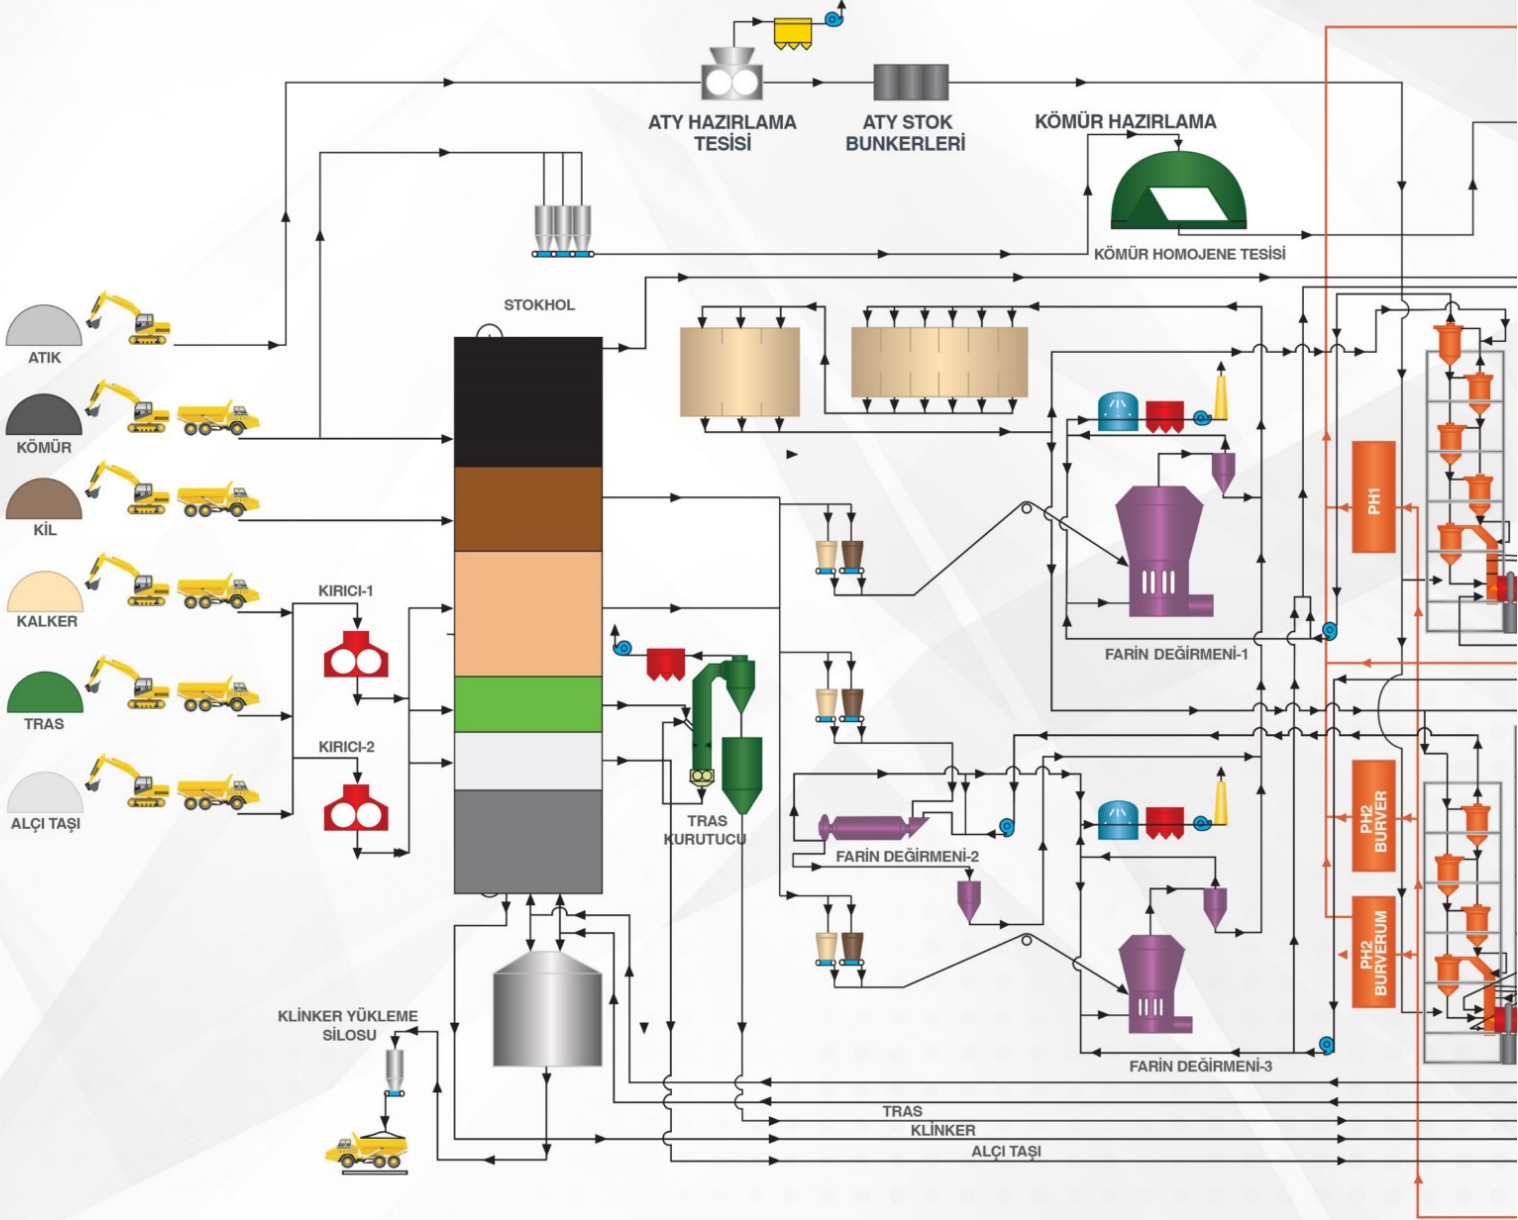 ATY HAZIRLAMA
TESİSİ
ATY STOK
BUNKERLERİ
KÖMÜR HAZIRLAMA
KÖMÜR HOMOJENE TESİSİ
STOKHOL
ATIK
KÖMÜR
KİL
KALKER
TRAS
ALÇI TAŞI
KIRICI-1
KIRICI-2
TRAS
KURUTUCU
FARİN DEĞİRMENİ-1
FARİN DEĞİRMENİ-2
FARİN DEĞİRMENİ-3
PH1
PH2
BURVER
PH2
BURVERUM
KLİNKER YÜKLEME
SİLOSU
TRAS
KLİNKER
ALÇI TAŞI